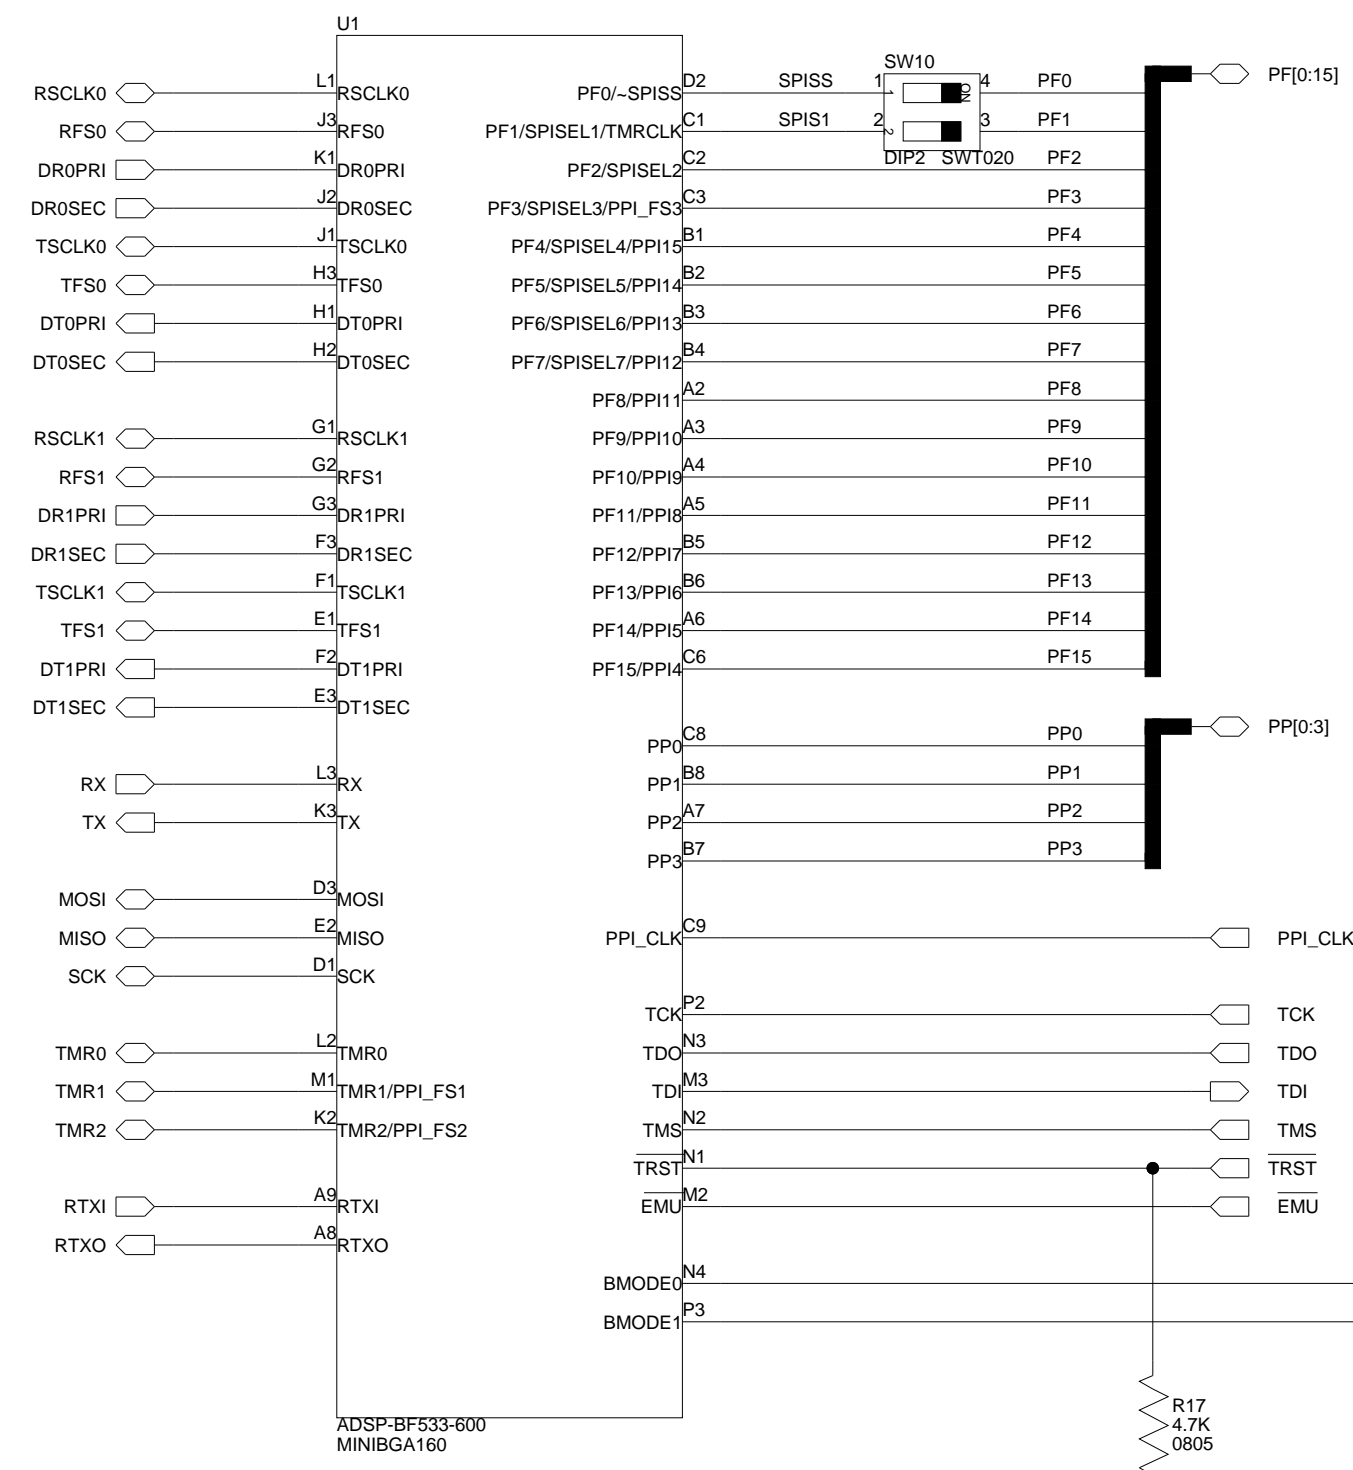 U1
SW10
RSCLK0 L1 RSCLK0 PF0/~SPISS D2 SPISS 1 1 ON 4 PF0 PF[0:15]
RFS0 J3 RFS0 PF1/SPISEL1/TMRCLK C1 SPIS1 2 2 3 PF1
DIP2 SWT020
DR0PRI K1 DR0PRI PF2/SPISEL2 C2 PF2
DR0SEC J2 DR0SEC PF3/SPISEL3/PPI_FS3 C3 PF3
TSCLK0 J1 TSCLK0 PF4/SPISEL4/PPI15 B1 PF4
TFS0 H3 TFS0 PF5/SPISEL5/PPI14 B2 PF5
DT0PRI H1 DT0PRI PF6/SPISEL6/PPI13 B3 PF6
DT0SEC H2 DT0SEC PF7/SPISEL7/PPI12 B4 PF7
PF8/PPI11 A2 PF8
RSCLK1 G1 RSCLK1 PF9/PPI10 A3 PF9
RFS1 G2 RFS1 PF10/PPI9 A4 PF10
DR1PRI G3 DR1PRI PF11/PPI8 A5 PF11
DR1SEC F3 DR1SEC PF12/PPI7 B5 PF12
TSCLK1 F1 TSCLK1 PF13/PPI6 B6 PF13
TFS1 E1 TFS1 PF14/PPI5 A6 PF14
DT1PRI F2 DT1PRI PF15/PPI4 C6 PF15
DT1SEC E3 DT1SEC
PP0 C8 PP0 PP[0:3]
RX L3 RX PP1 B8 PP1
TX K3 TX PP2 A7 PP2
PP3 B7 PP3
MOSI D3 MOSI
MISO E2 MISO PPI_CLK C9 PPI_CLK
SCK D1 SCK
TCK P2 TCK
TMR0 L2 TMR0 TDO N3 TDO
TMR1 M1 TMR1/PPI_FS1 TDI M3 TDI
TMR2 K2 TMR2/PPI_FS2 TMS N2 TMS
TRST N1 TRST
RTXI A9 RTXI EMU M2 EMU
RTXO A8 RTXO
BMODE0 N4
BMODE1 P3
R17
4.7K
0805
ADSP-BF533-600
MINIBGA160